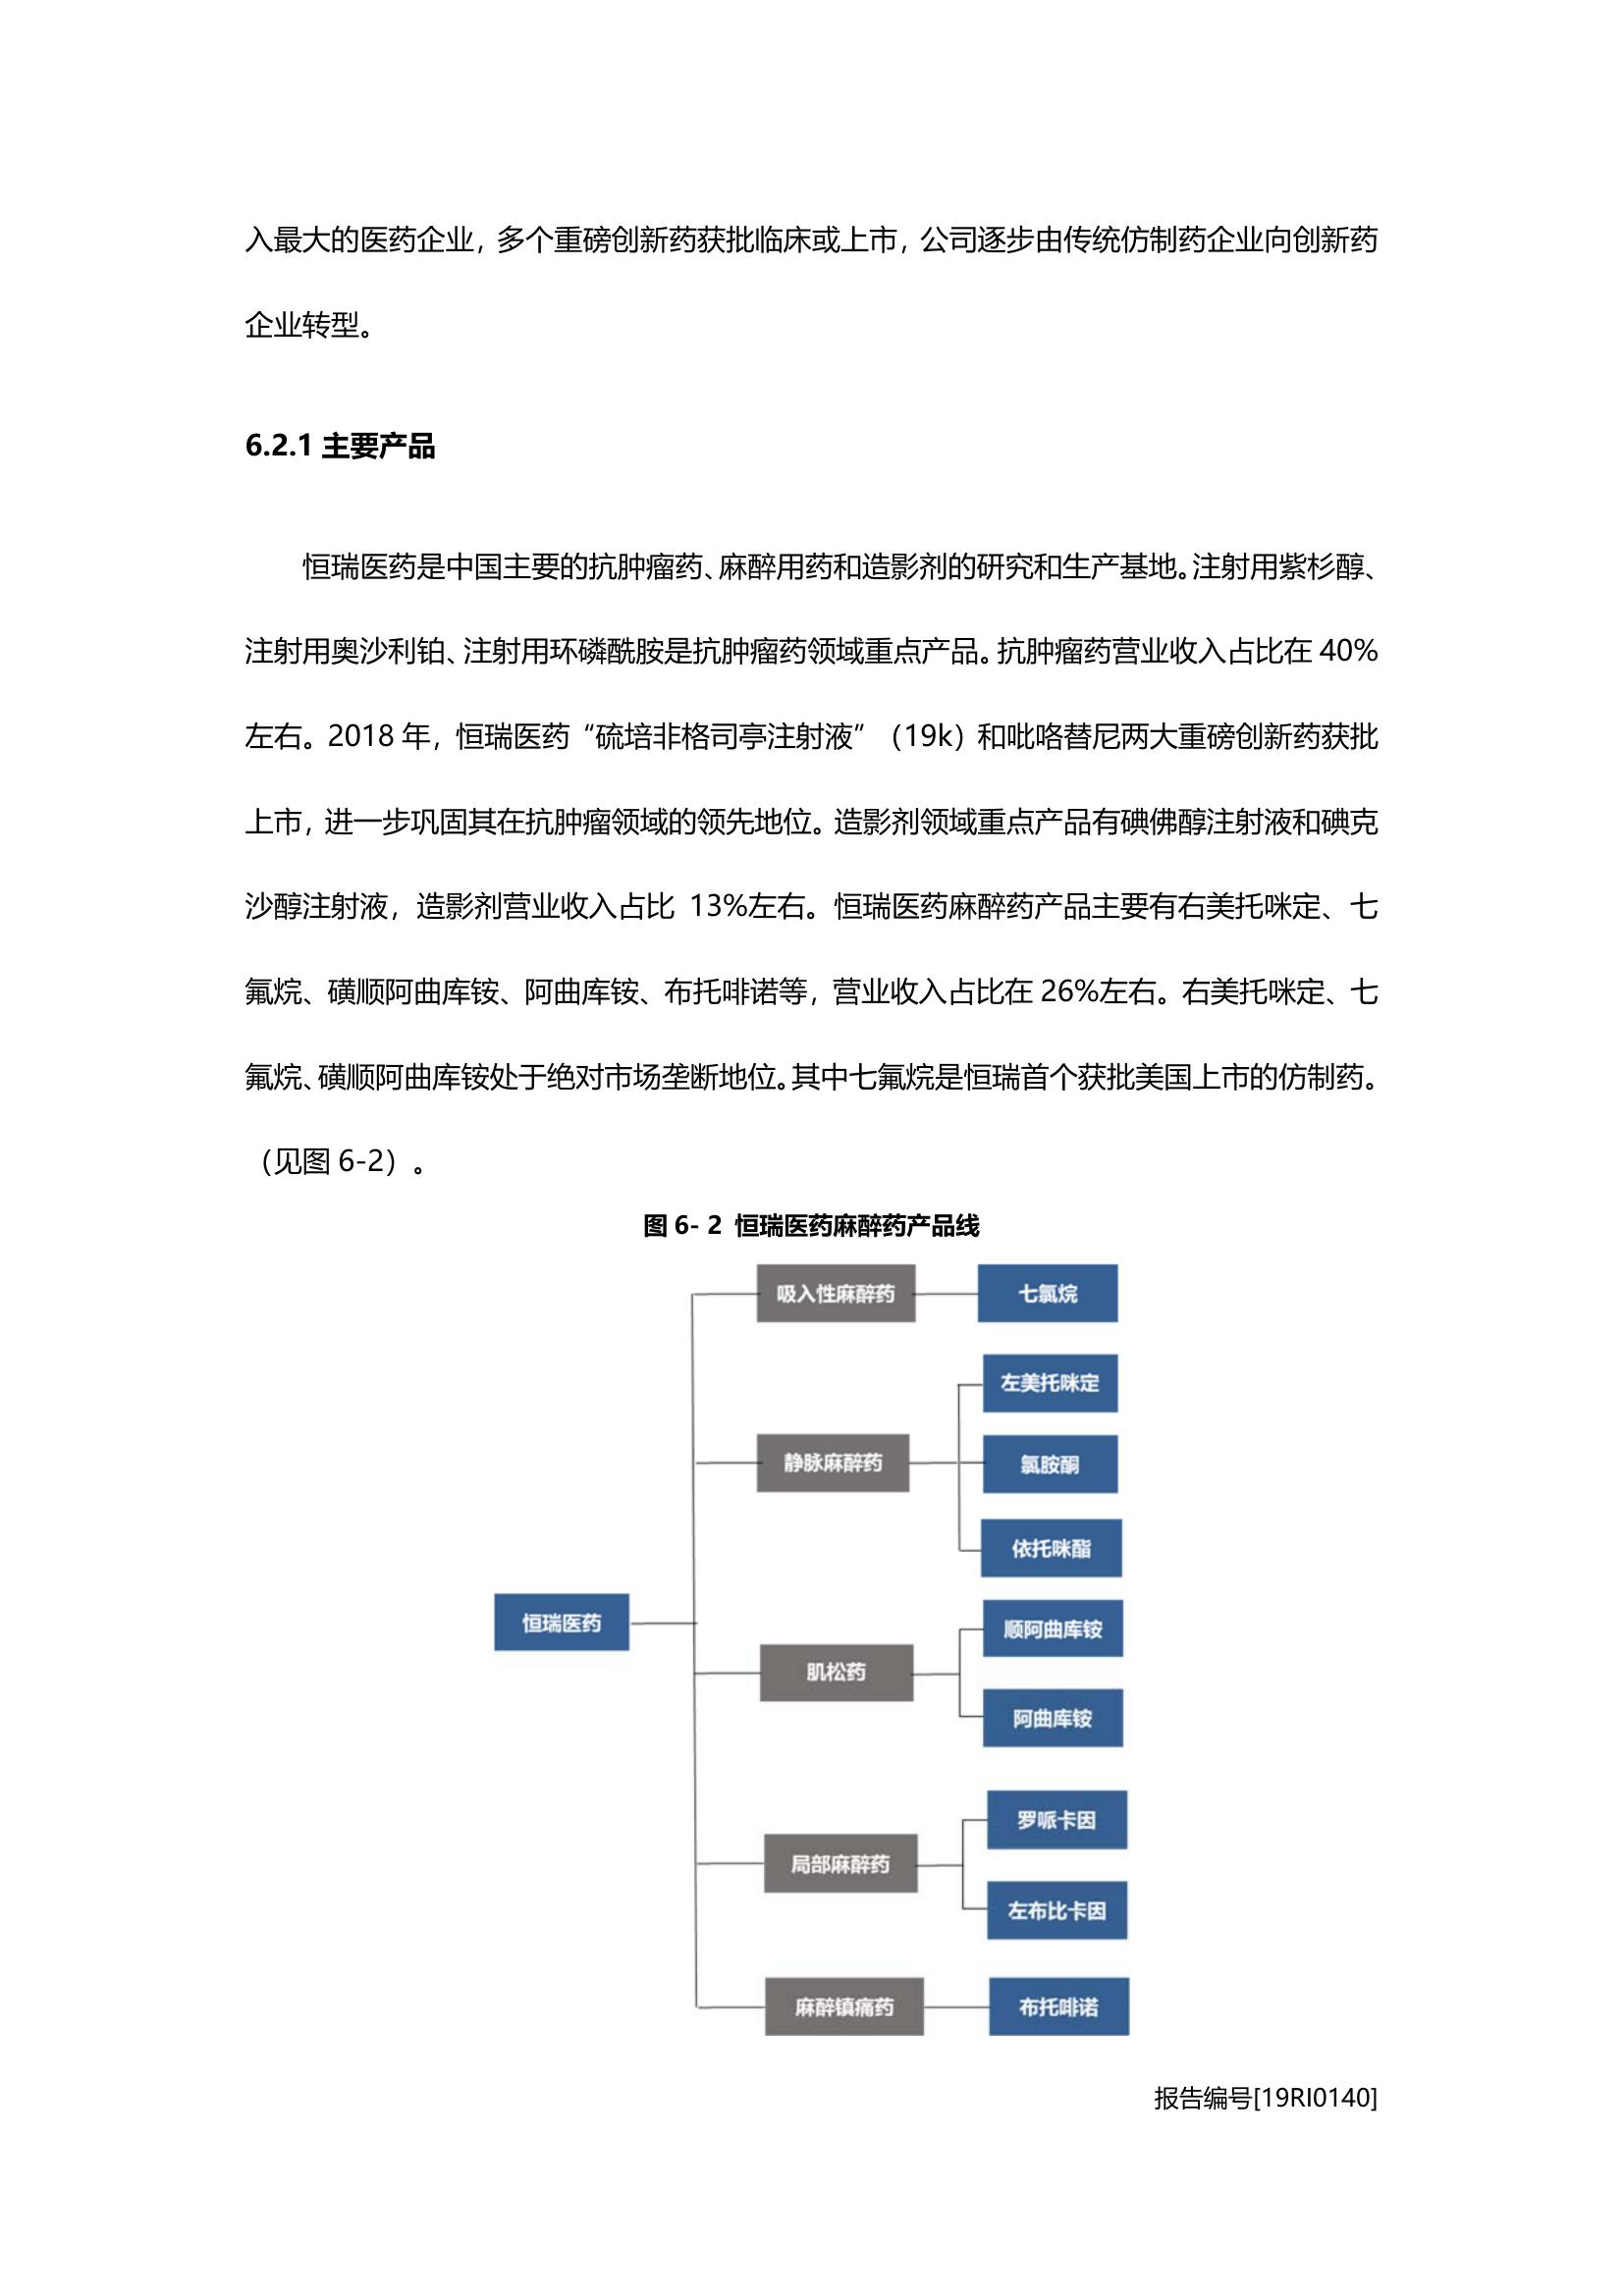 入最大的医药企业，多个重磅创新药获批临床或上市，公司逐步由传统仿制药企业向创新药
企业转型。
6.2.1 主要产品
恒瑞医药是中国主要的抗肿瘤药、麻醉用药和造影剂的研究和生产基地。注射用紫杉醇、
注射用奥沙利铂、注射用环磷酰胺是抗肿瘤药领域重点产品。抗肿瘤药营业收入占比在 40%
左右。2018 年，恒瑞医药“硫培非格司亭注射液”（19k）和吡咯替尼两大重磅创新药获批
上市，进一步巩固其在抗肿瘤领域的领先地位。造影剂领域重点产品有碘佛醇注射液和碘克
沙醇注射液，造影剂营业收入占比 13%左右。恒瑞医药麻醉药产品主要有右美托咪定、七
氟烷、磺顺阿曲库铵、阿曲库铵、布托啡诺等，营业收入占比在 26%左右。右美托咪定、七
氟烷、磺顺阿曲库铵处于绝对市场垄断地位。其中七氟烷是恒瑞首个获批美国上市的仿制药。
（见图 6-2）。
图 6- 2 恒瑞医药麻醉药产品线
吸入性麻醉药
七氯烷
左美托咪定
静脉麻醉药
氯胺酮
依托咪酯
恒瑞医药
顺阿曲库铵
肌松药
阿曲库铵
罗哌卡因
局部麻醉药
左布比卡因
麻醉镇痛药
布托啡诺
报告编号[19RI0140]